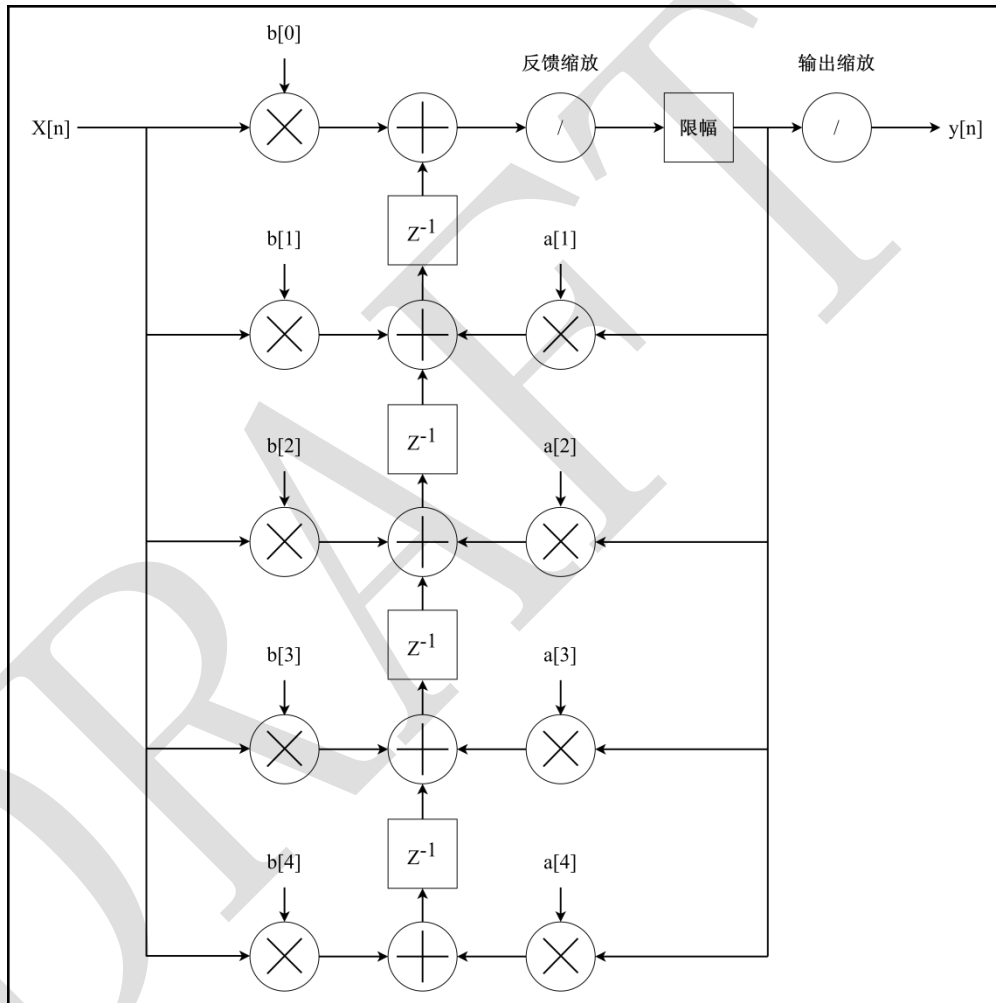 b[0]
反馈缩放
输出缩放
X[n]
/
限幅
/
y[n]
Z-1
b[1]
a[1]
Z-1
b[2]
a[2]
Z-1
b[3]
a[3]
Z-1
b[4]
a[4]
DRAFT